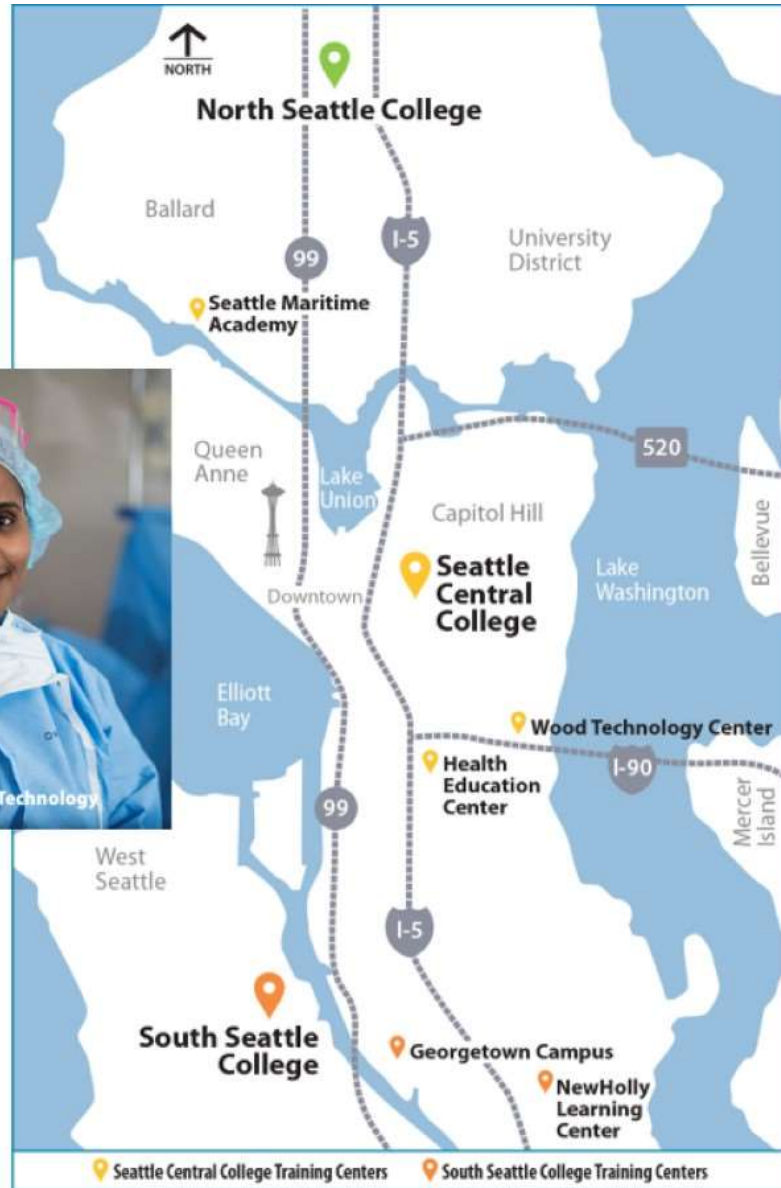 NORTH
North Seattle College
Ballard
I-5
University
District
99
Seattle Maritime
Academy
Queen
Anne
Lake
Union
520
Capitol Hill
Bellevue
Seattle
Central
College
Lake
Washington
Downtown
Elliott
Bay
Wood Technology Center
Health
Education
Center
I-90
Mercer
Island
Technology
99
West
Seattle
I-5
South Seattle
College
Georgetown Campus
NewHolly
Learning
Center
Seattle Central College Training Centers
South Seattle College Training Centers